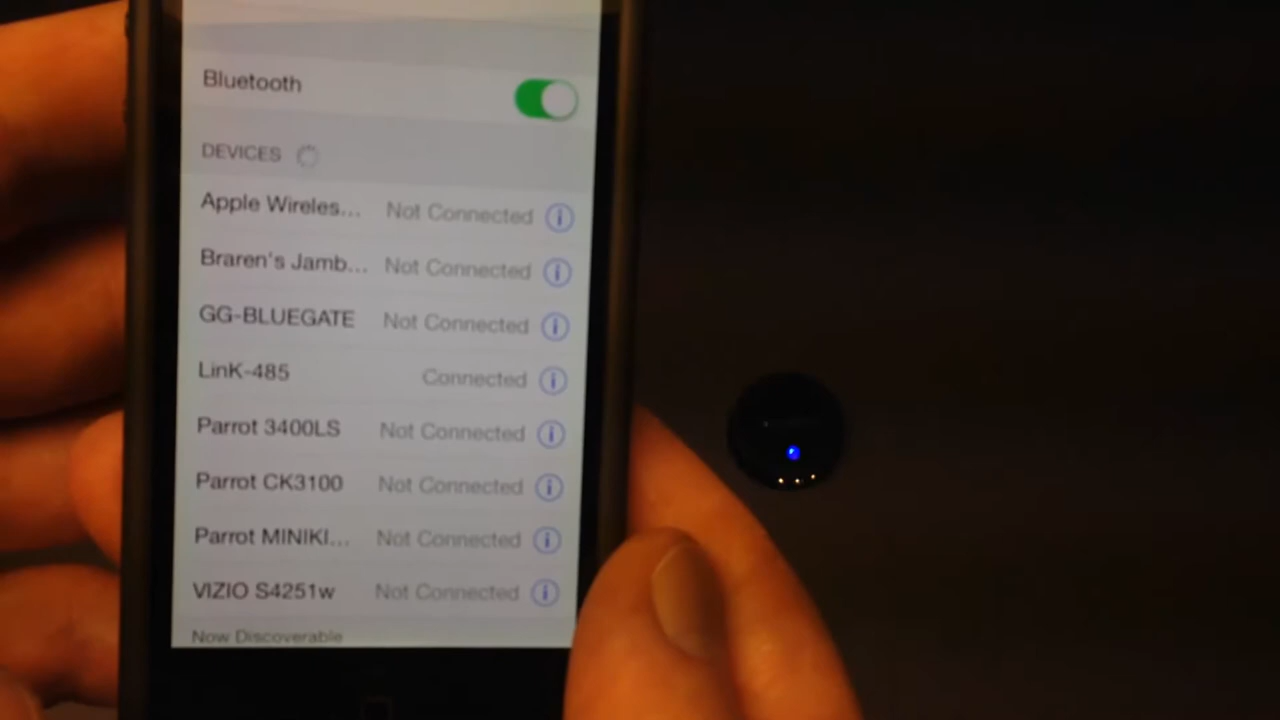 Bluetooth
DEVICES
Apple Wireles... Not Connected
Braren's Jamb... Not Connected
GG-BLUEGATE Not Connected
LinK-485 Connected
Parrot 3400LS Not Connected
Parrot CK3100 Not Connected
Parrot MINIKI... Not Connected
VIZIO S4251w Not Connected
Now Discoverable